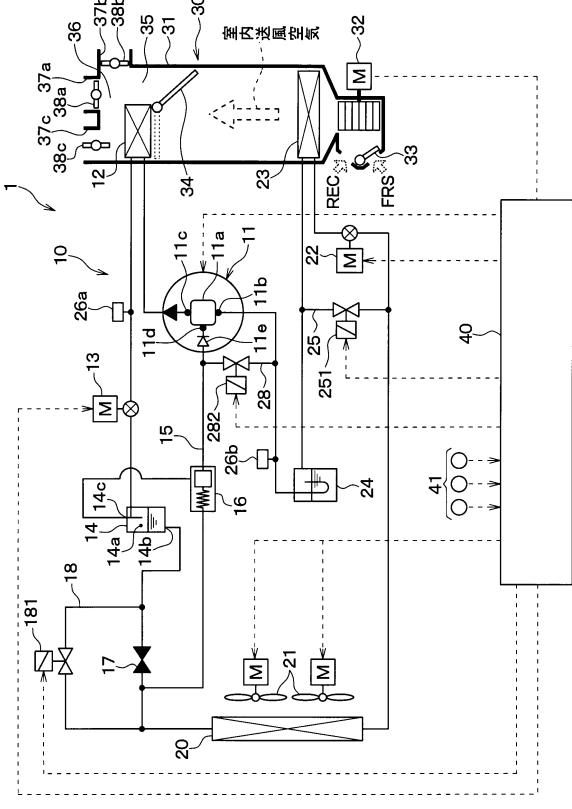 30
37b
38b
36
35
31
37a
38a
37c
38c
室内送風空気
32
M
12
34
23
33
REC
FRS
1
10
11c
11a
11
11b
11d
11e
26a
22
M
25
251
40
13
M
282
28
15
26b
24
41
14c
14
14a
14b
16
18
181
17
M
21
M
20